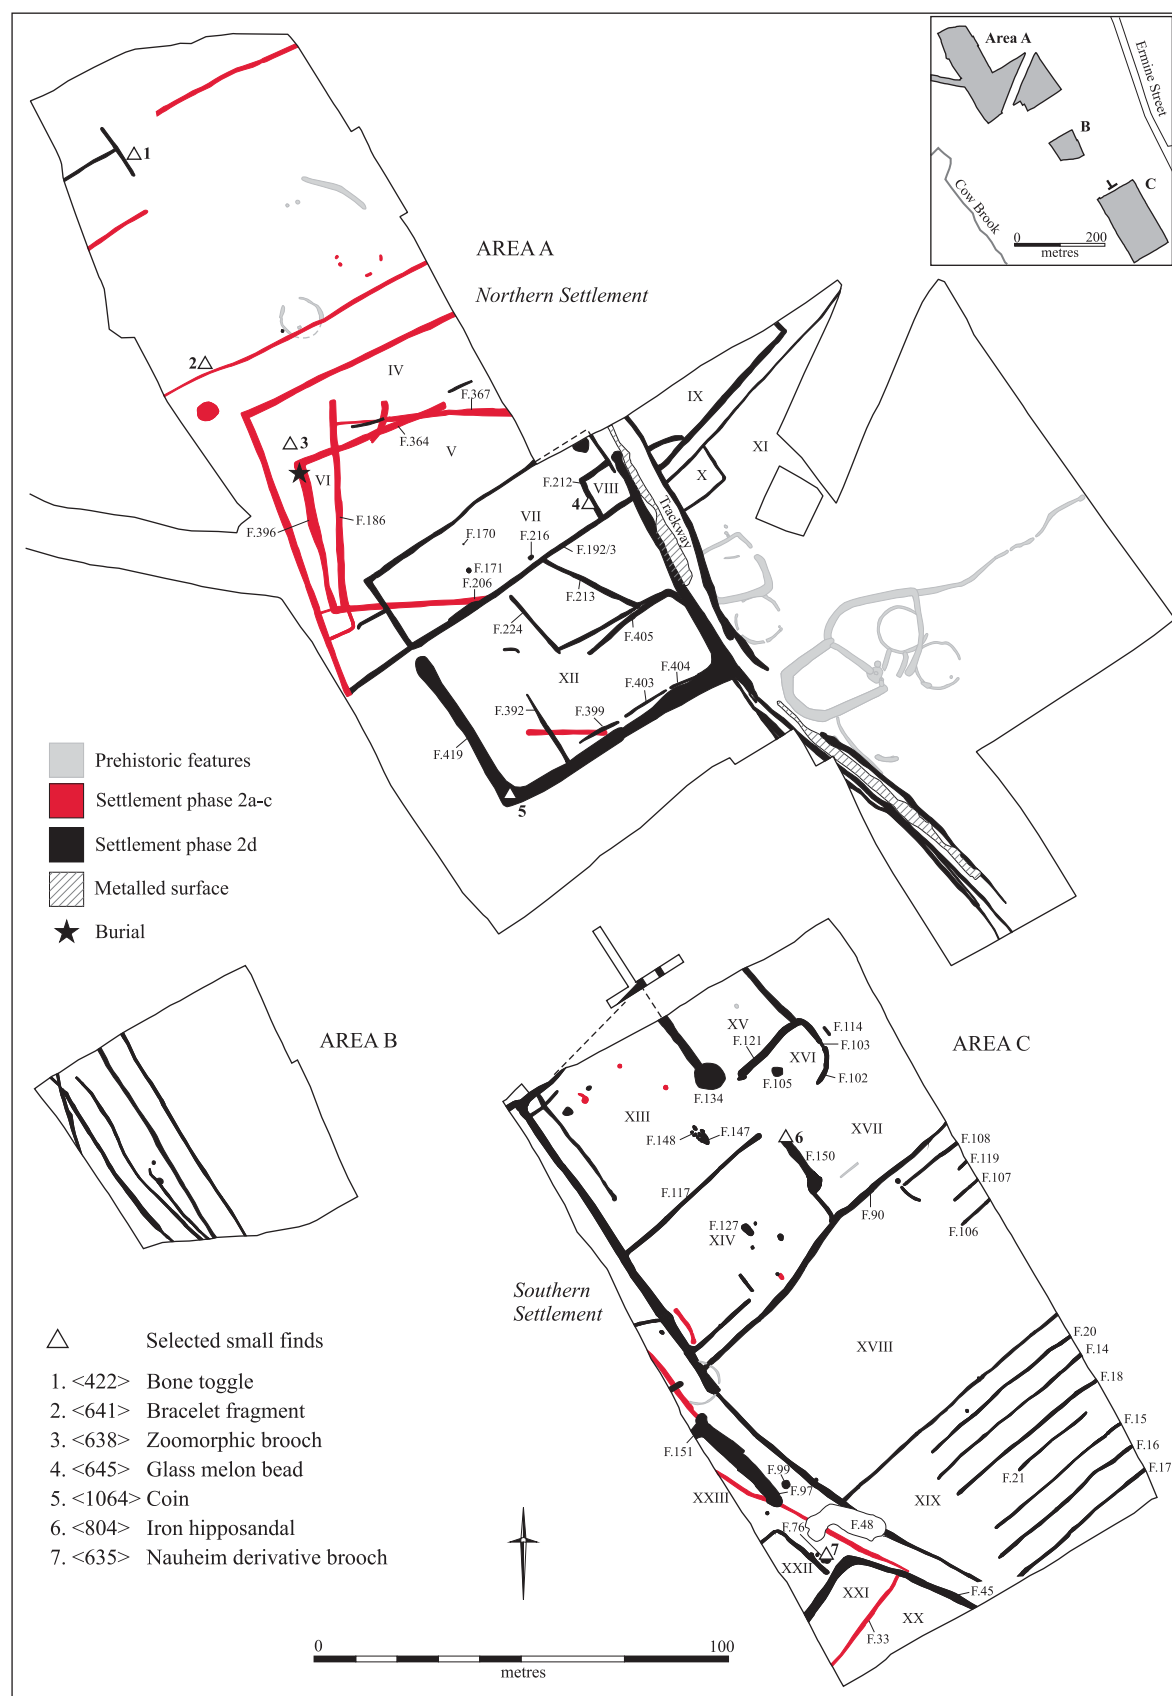 Area A
Ermine Street
B
C
Cow Brook
0 200
metres
1
AREA A
Northern Settlement
2
IV
F.367
3
F.364
V
VI
F.396
F.186
IX
XI
X
F.212
VIII
4
Trackway
VII
F.170
F.216
F.192/3
F.171
F.206
F.213
F.224
F.405
XII
F.404
F.403
F.392
F.399
F.419
5
Prehistoric features
Settlement phase 2a-c
Settlement phase 2d
Metalled surface
Burial
AREA B
AREA C
XV
F.114
F.121
F.103
XVI
F.105
F.102
F.134
XIII
F.148
F.147
6
XVII
F.150
F.108
F.119
F.107
F.117
F.90
F.106
F.127
XIV
Southern
Settlement
XVIII
F.20
F.14
F.18
F.15
F.16
F.17
F.21
F.151
F.99
F.97
XXIII
XIX
F.48
F.76
7
XXII
XXI
F.45
XX
F.33
Selected small finds
1. <422> Bone toggle
2. <641> Bracelet fragment
3. <638> Zoomorphic brooch
4. <645> Glass melon bead
5. <1064> Coin
6. <804> Iron hipposandal
7. <635> Nauheim derivative brooch
0 100
metres